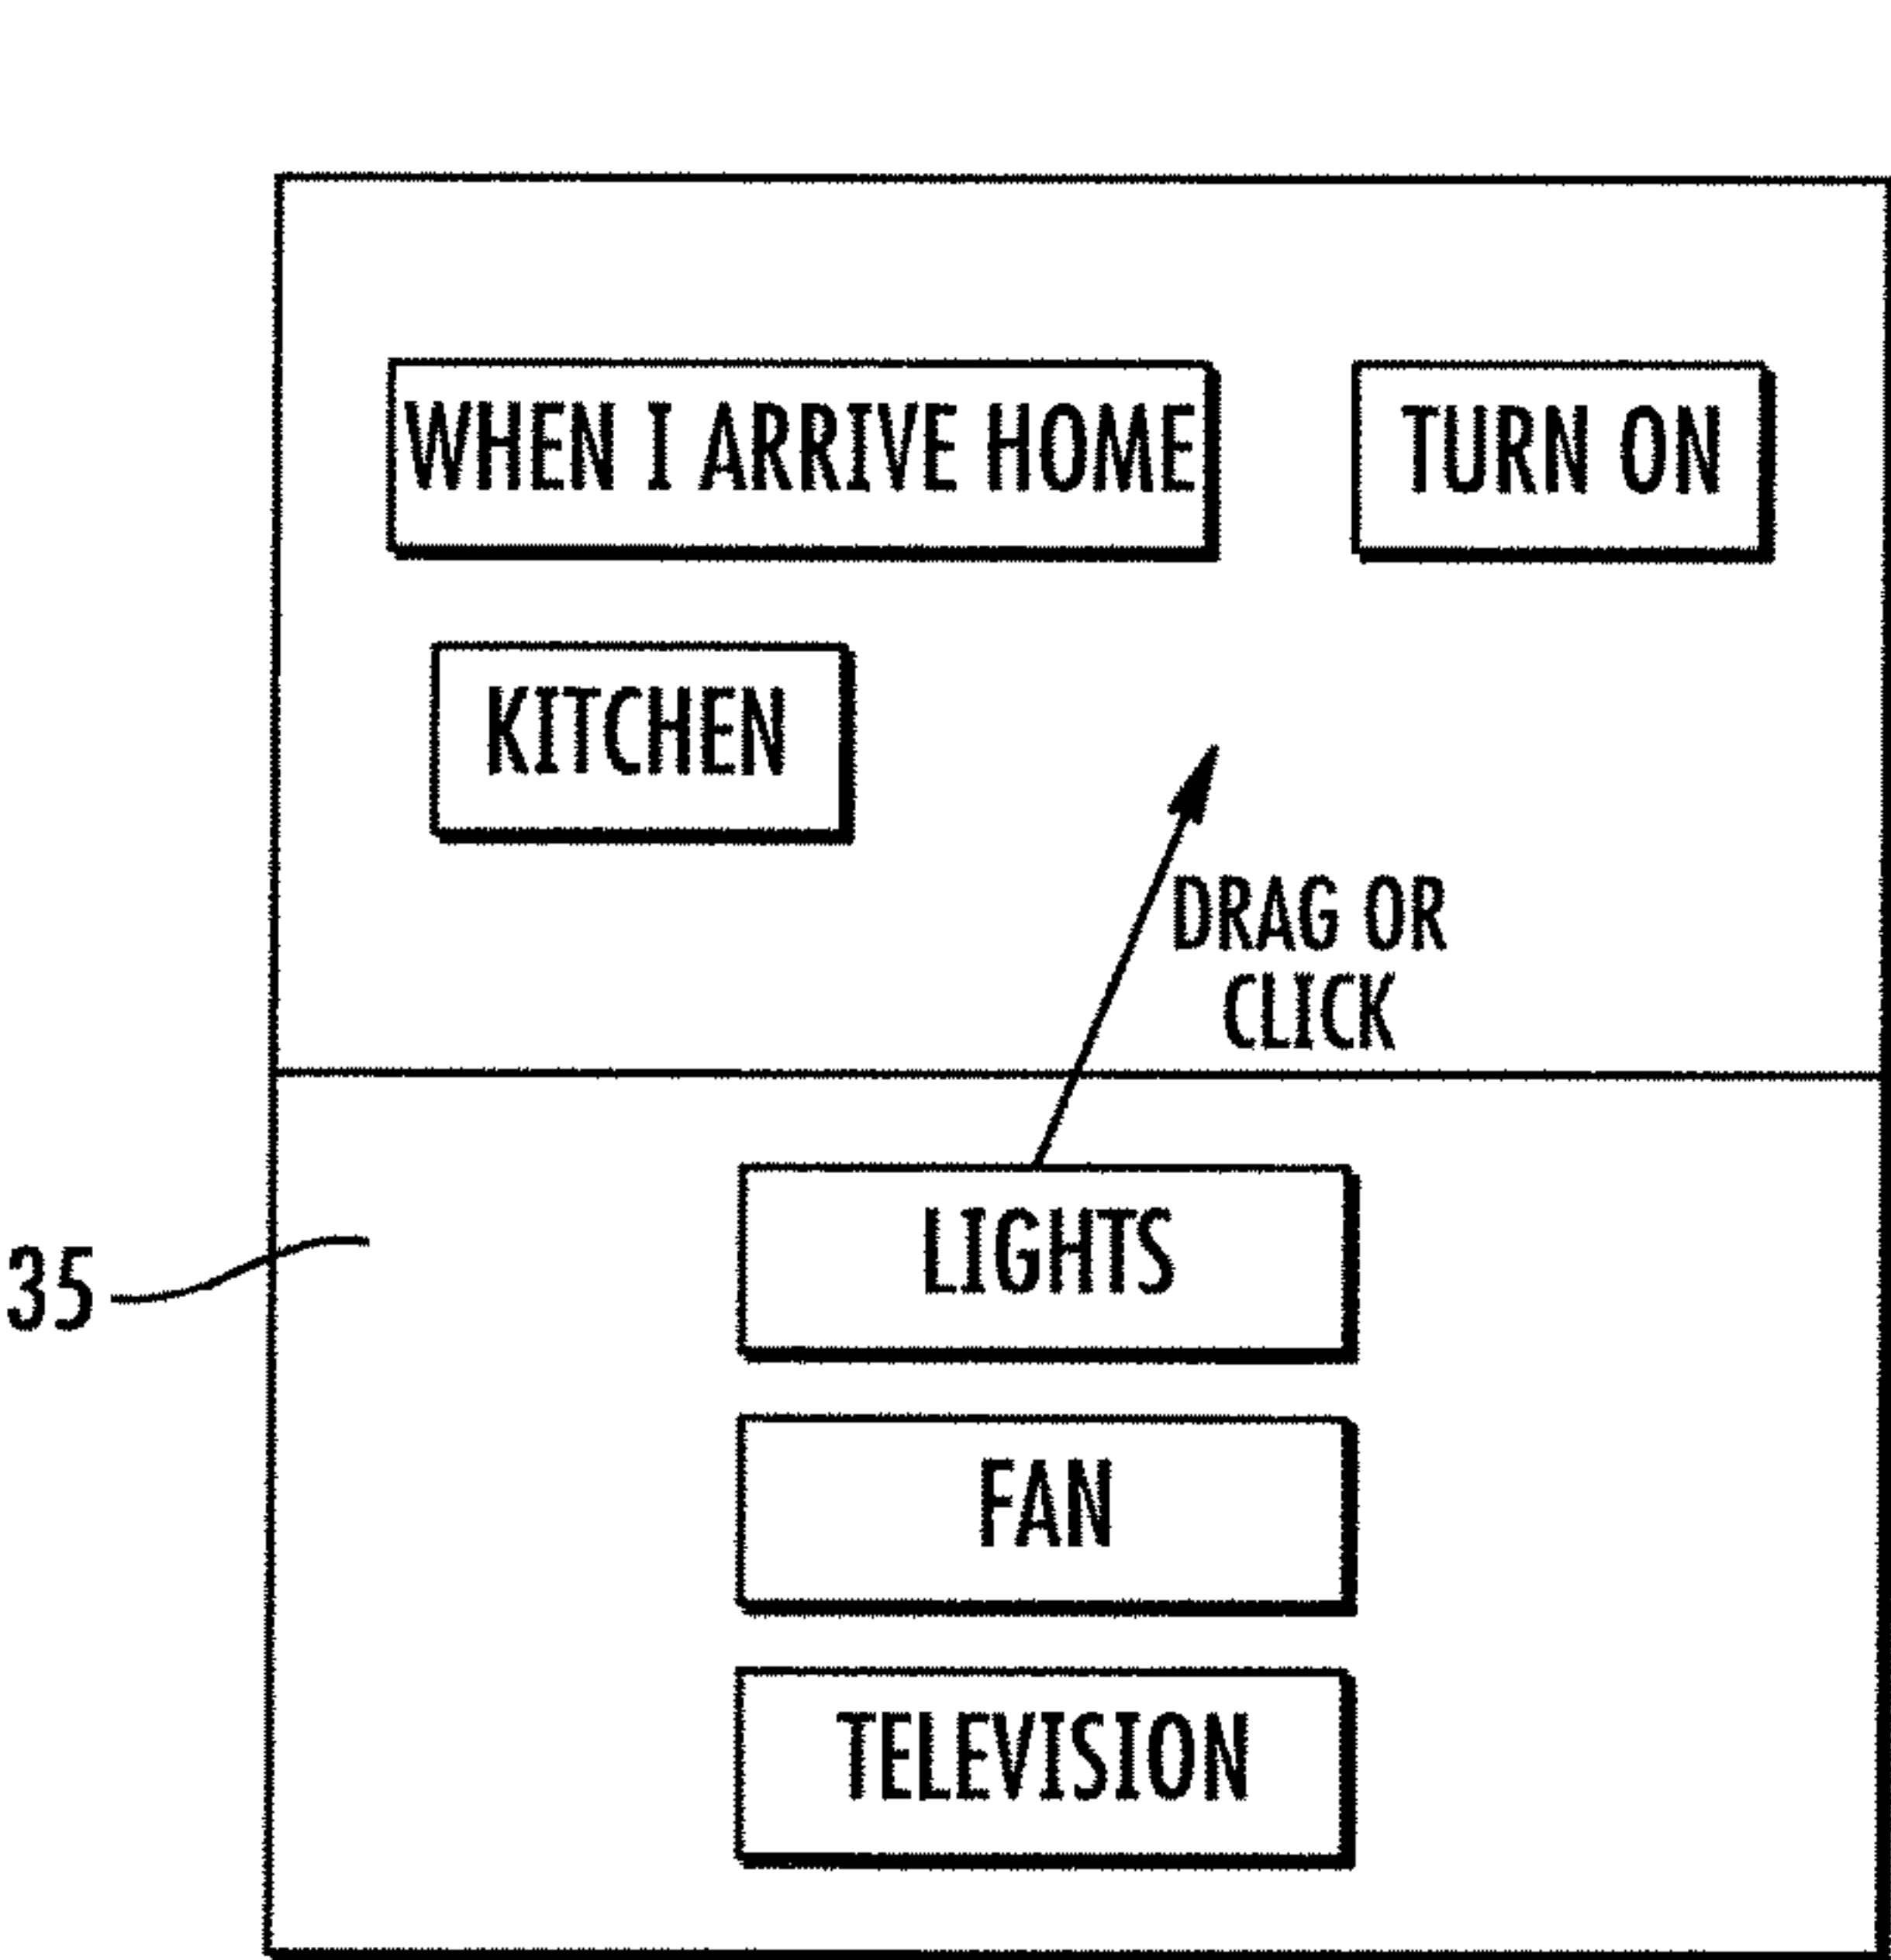 WHEN I ARRIVE HOME
TURN ON
KITCHEN
DRAG OR
CLICK
LIGHTS
35
FAN
TELEVISION